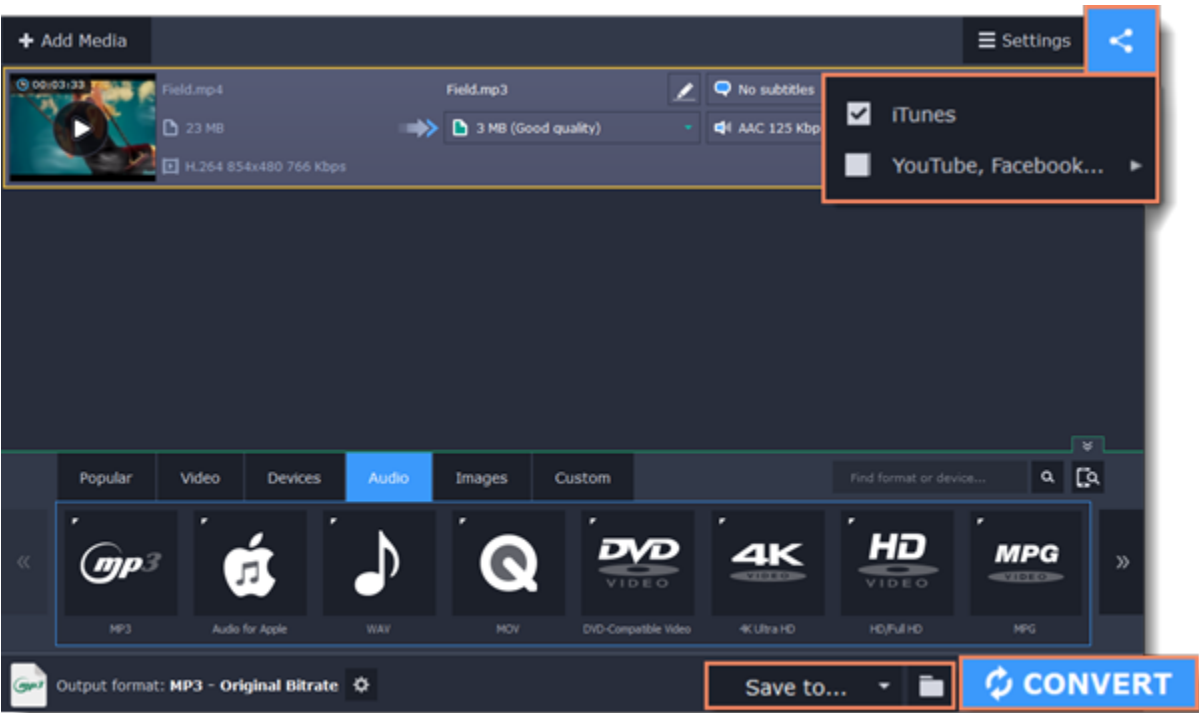 Add Media
Settings
00:03:33
Field.mp4
Field.mp3
No subtitles
23 MB
3 MB (Good quality)
AAC 125 Kbp
H.264 854x480 766 Kbps
iTunes
YouTube, Facebook...
Popular
Video
Devices
Audio
Images
Custom
Find format or device...
mp3
DVD
VIDEO
4K
VIDEO
HD
VIDEO
MPG
VIDEO
MP3
Audio for Apple
WAV
MOV
DVD-Compatible Video
4K Ultra HD
HD/Full HD
MPG
mp3
Output format: MP3 - Original Bitrate
Save to...
CONVERT